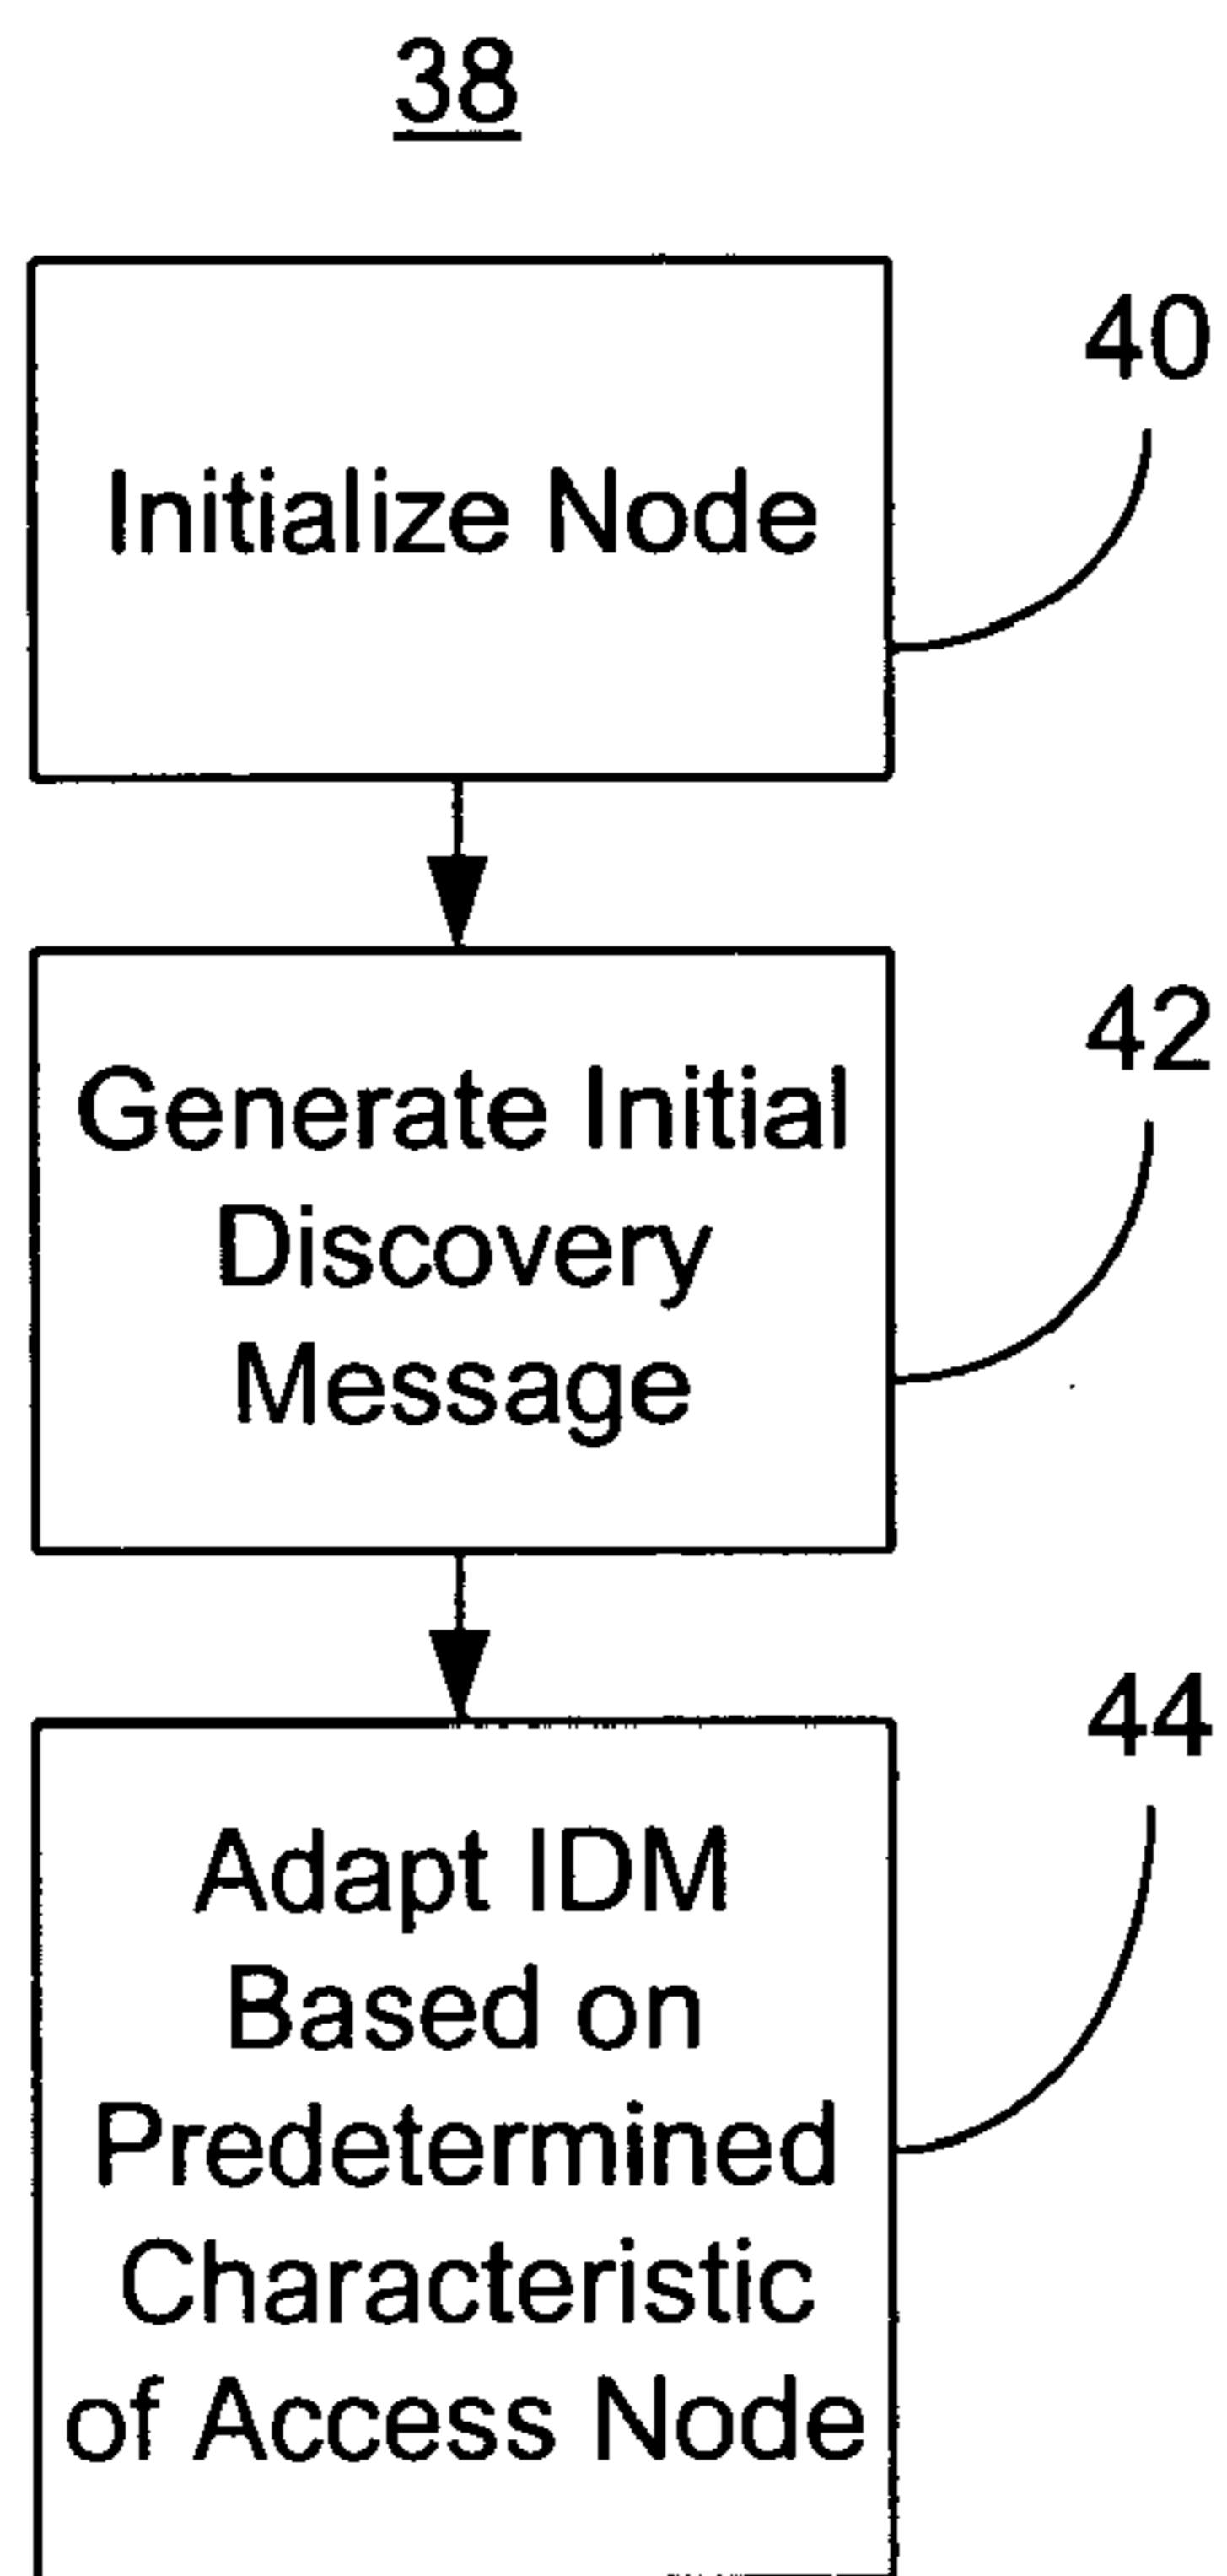 38
Initialize Node
40
Generate Initial
Discovery
Message
42
Adapt IDM
Based on
Predetermined
Characteristic
of Access Node
44